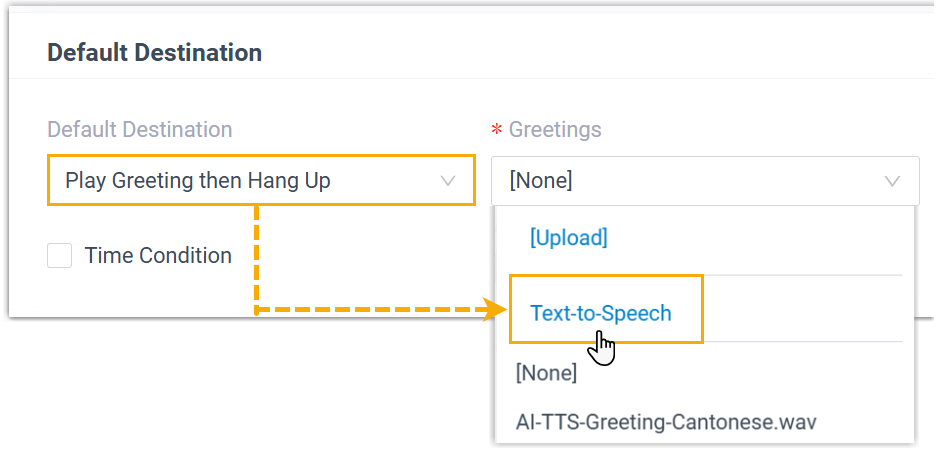 Default Destination
Default Destination
* Greetings
Play Greeting then Hang Up
[None]
[Upload]
Time Condition
Text-to-Speech
[None]
AI-TTS-Greeting-Cantonese.wav